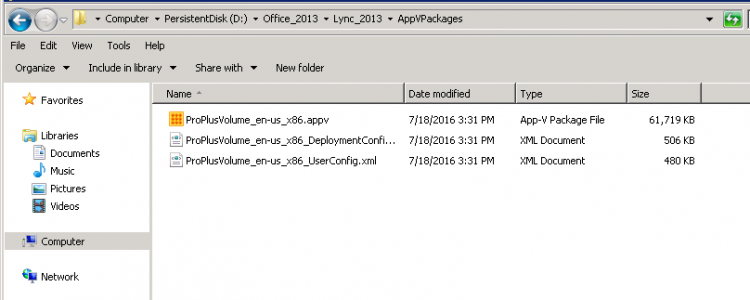 Computer PersistentDisk (D:) Office_2013 Lync_2013 AppVPackages
File Edit View Tools Help
Organize Include in library Share with New folder
Favorites
Libraries
Documents
Music
Pictures
Videos
Computer
Network
Name Date modified Type Size
ProPlusVolume_en-us_x86.appv 7/18/2016 3:31 PM App-V Package File 61,719 KB
ProPlusVolume_en-us_x86_DeploymentConfi... 7/18/2016 3:31 PM XML Document 506 KB
ProPlusVolume_en-us_x86_UserConfig.xml 7/18/2016 3:31 PM XML Document 480 KB